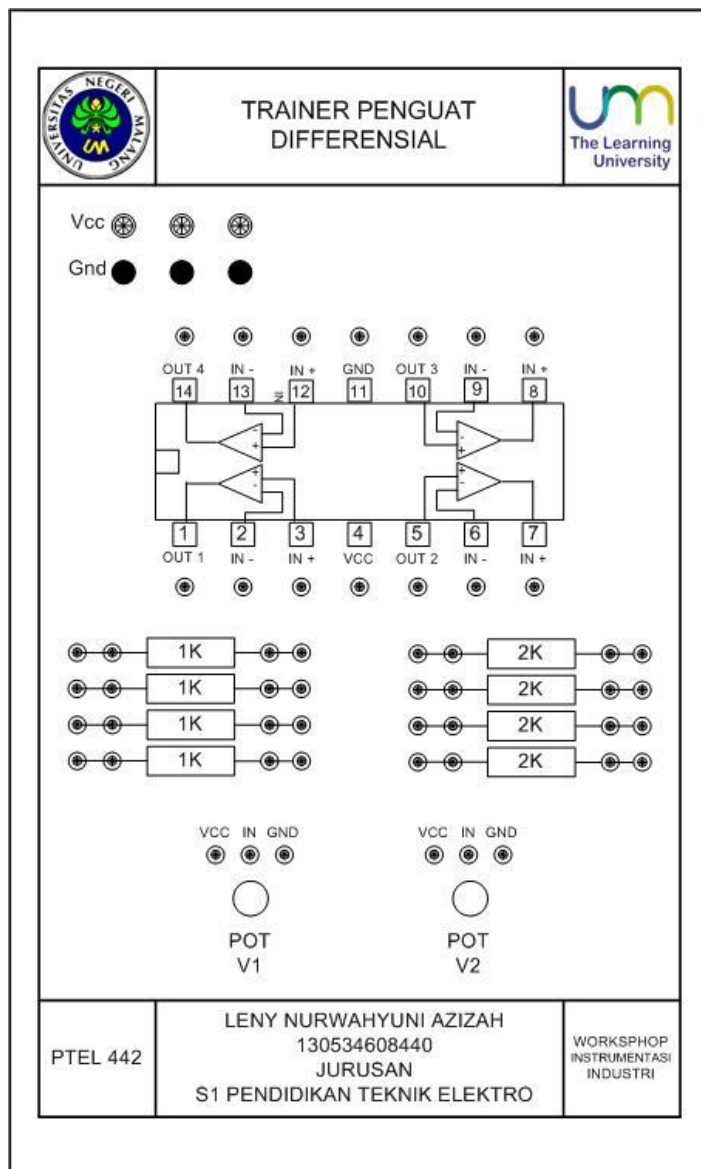 UNIVERSITAS NEGERI MALANG
UM
TRAINER PENGUAT
DIFFERENSIAL
um
The Learning
University
Vcc
Gnd
OUT 4 IN - IN + GND OUT 3 IN - IN +
14 13 IN 12 11 10 9 8
- - 
+ +
+ +
- -
1 2 3 4 5 6 7
OUT 1 IN - IN + VCC OUT 2 IN - IN +
1K 2K
1K 2K
1K 2K
1K 2K
VCC IN GND VCC IN GND
POT POT
V1 V2
PTEL 442
LENY NURWAHYUNI AZIZAH
130534608440
JURUSAN
S1 PENDIDIKAN TEKNIK ELEKTRO
WORKSPHOP
INSTRUMENTASI
INDUSTRI